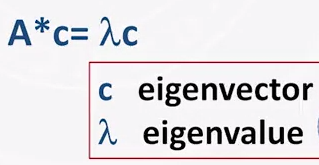 A*c= λc
c eigenvector
λ eigenvalue